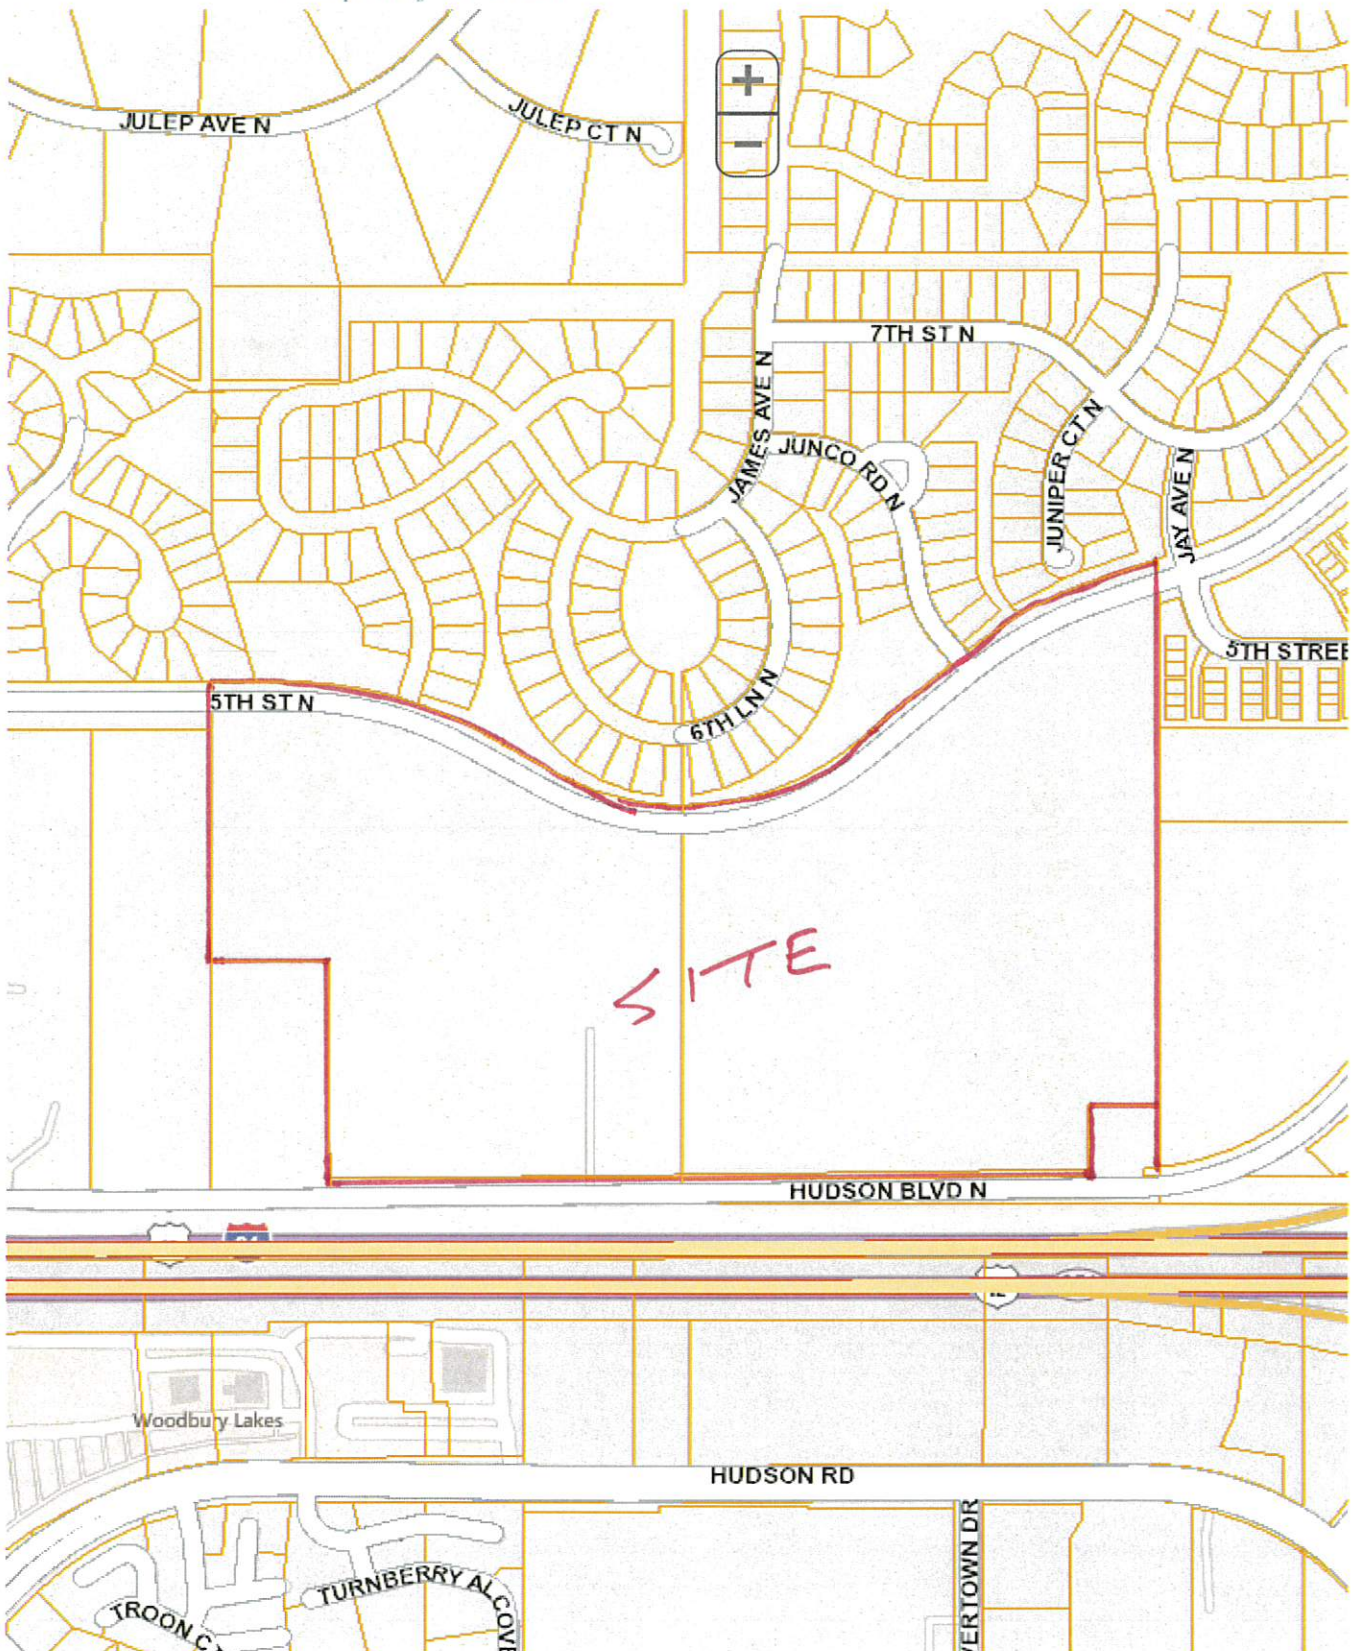 JULEP AVE N
JULEP CT N
+
-
7TH ST N
JAMES AVE N
JUNCO RD N
JUNIPER CT N
JAY AVE N
5TH STREE
5TH ST N
6TH LN N
SITE
HUDSON BLVD N
Woodbury Lakes
HUDSON RD
VERTOWN DR
TURNBERRY ALCOVE
TROON CT